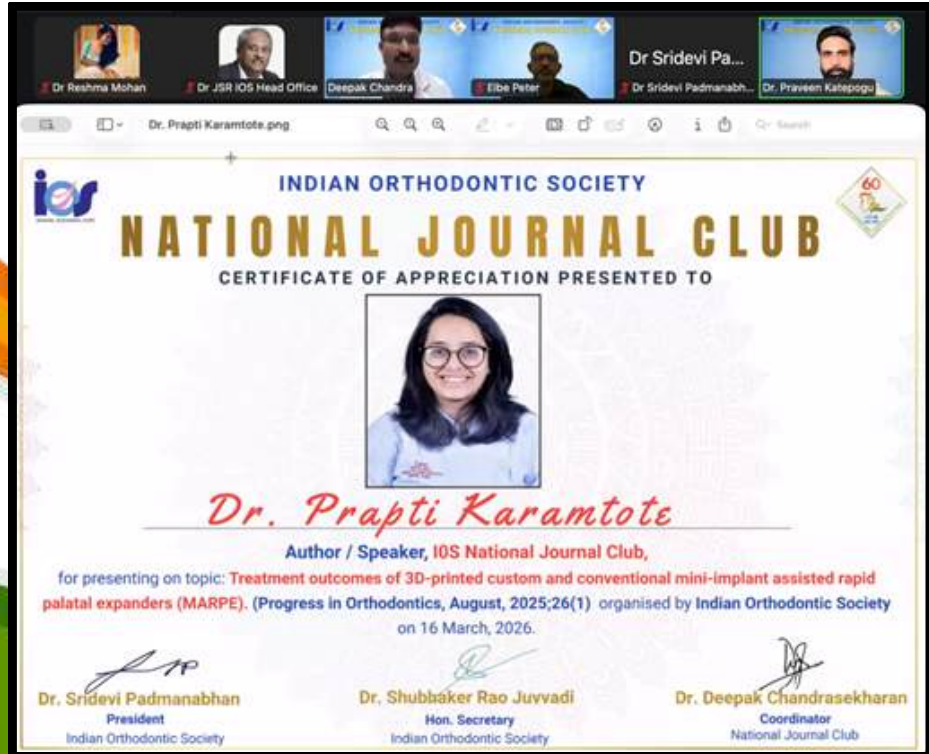 Dr Sridevi Pa...
Dr Reshma Mohan
Dr JSR IOS Head Office
Deepak Chandra
Elbe Peter
Dr Sridevi Padmanabh...
Dr. Praveen Katepogu
Dr. Prapti Karamtote.png
Search
ios
60
INDIAN ORTHODONTIC SOCIETY
NATIONAL JOURNAL CLUB
CERTIFICATE OF APPRECIATION PRESENTED TO
Dr. Prapti Karamtote
Author / Speaker, I0S National Journal Club,
for presenting on topic: Treatment outcomes of 3D-printed custom and conventional mini-implant assisted rapid
palatal expanders (MARPE). (Progress in Orthodontics, August, 2025;26(1) organised by Indian Orthodontic Society
on 16 March, 2026.
Dr. Sridevi Padmanabhan
President
Indian Orthodontic Society
Dr. Shubbaker Rao Juvvadi
Hon. Secretary
Indian Orthodontic Society
Dr. Deepak Chandrasekharan
Coordinator
National Journal Club